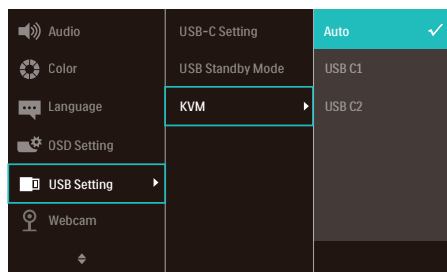 Audio
Color
Language
OSD Setting
USB Setting
Webcam
USB-C Setting
USB Standby Mode
KVM
Auto
USB C1
USB C2